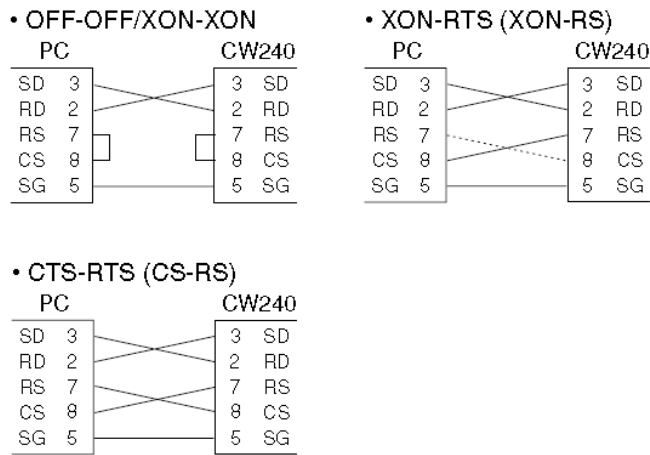 • OFF-OFF/XON-XON
PC CW240
SD 3 3 SD
RD 2 2 RD
RS 7 7 RS
CS 8 8 CS
SG 5 5 SG
• XON-RTS (XON-RS)
PC CW240
SD 3 3 SD
RD 2 2 RD
RS 7 7 RS
CS 8 8 CS
SG 5 5 SG
• CTS-RTS (CS-RS)
PC CW240
SD 3 3 SD
RD 2 2 RD
RS 7 7 RS
CS 8 8 CS
SG 5 5 SG